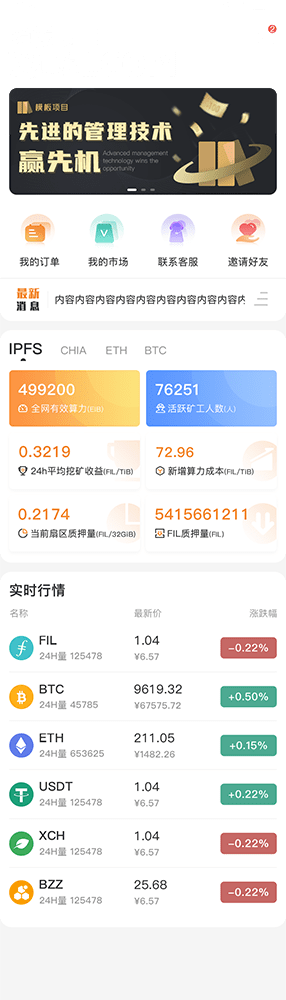 2
模板项目
先进的管理技术
赢先机
Advanced management
technology wins the
opportunity
我的订单
我的市场
联系客服
邀请好友
最新
消息
内容内容内容内容内容内容内容内容内容内
IPFS CHIA ETH BTC
499200
全网有效算力(EIB)
76251
活跃矿工人数(人)
0.3219
24h平均挖矿收益(FIL/TiB)
72.96
新增算力成本(FIL/TiB)
0.2174
当前扇区质押量(FIL/32GiB)
5415661211
FIL质押量(FIL)
实时行情
名称 最新价 涨跌幅
FIL 1.04 -0.22%
24H量 125478 ¥6.57
BTC 9619.32 +0.50%
24H量 45785 ¥67575.72
ETH 211.05 +0.15%
24H量 653625 ¥1482.26
USDT 1.04 +0.22%
24H量 125478 ¥6.57
XCH 1.04 -0.22%
24H量 125478 ¥6.57
BZZ 25.68 -0.22%
24H量 125478 ¥6.57